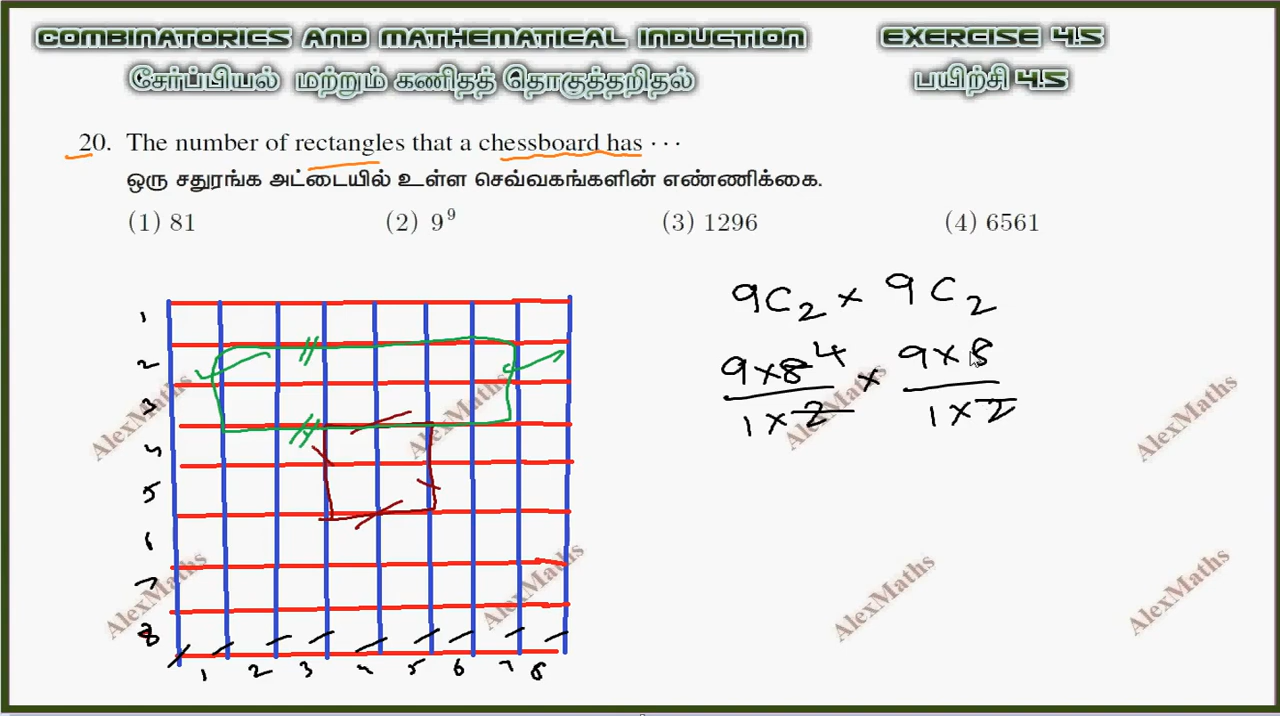 COMBINATORICS AND MATHEMATICAL INDUCTION EXERCISE 4.5
சேர்ப்பியல் மற்றும் கணிதத் தொகுத்தறிதல் பயிற்சி 4.5
20. The number of rectangles that a chessboard has ⋯
ஒரு சதுரங்க அட்டையில் உள்ள செவ்வகங்களின் எண்ணிக்கை.
(1) 81 (2) 9⁹ (3) 1296 (4) 6561
9C₂ × 9C₂
9×8 4 × 9×8
1×2 1×2
1
2
3
4
5
6
7
8
1 2 3 4 5 6 7 8
AlexMaths
AlexMaths
AlexMaths
AlexMaths
AlexMaths
AlexMaths
AlexMaths
AlexMaths